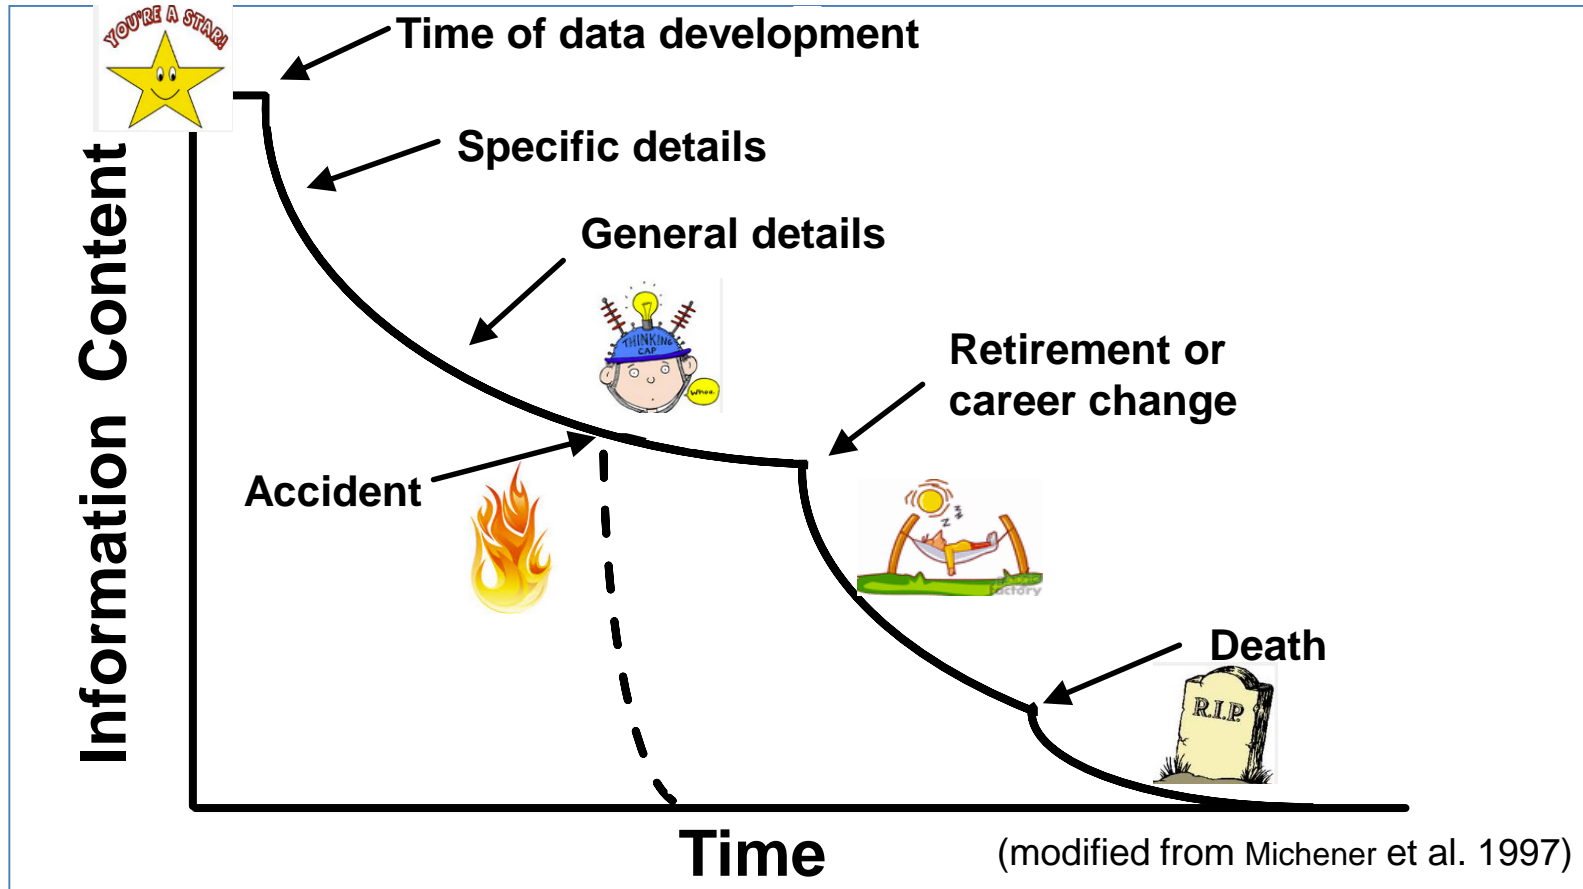 YOU'RE A STAR!
Time of data development
Specific details
General details
THINKING
CAP
Whoa.
Retirement or
career change
Accident
z
z
z
factory
Death
R.I.P.
Information Content
Time
(modified from Michener et al. 1997)